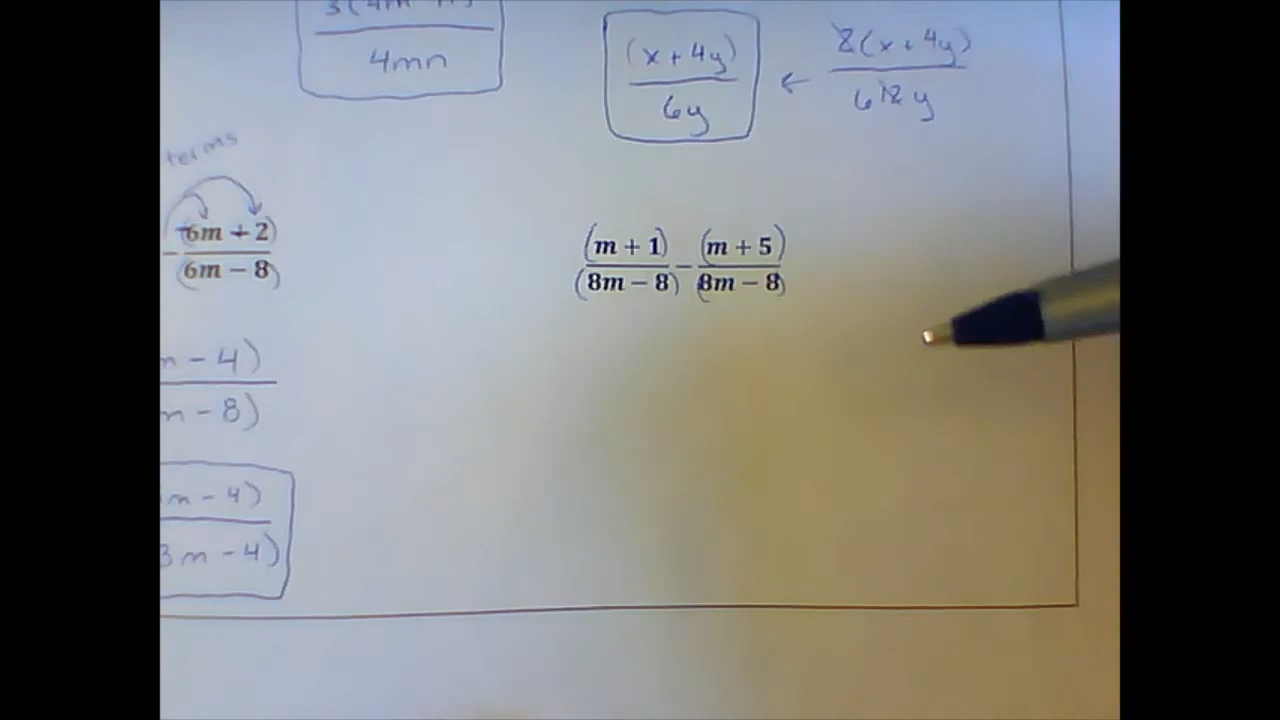 4mn
(x + 4y)
6y
←
2(x + 4y)
6 12 y
terms
- (6m + 2)
(6m - 8)
(m + 1)
(8m - 8)
-
(m + 5)
(8m - 8)
- 4)
- 8)
m - 4)
3m - 4)